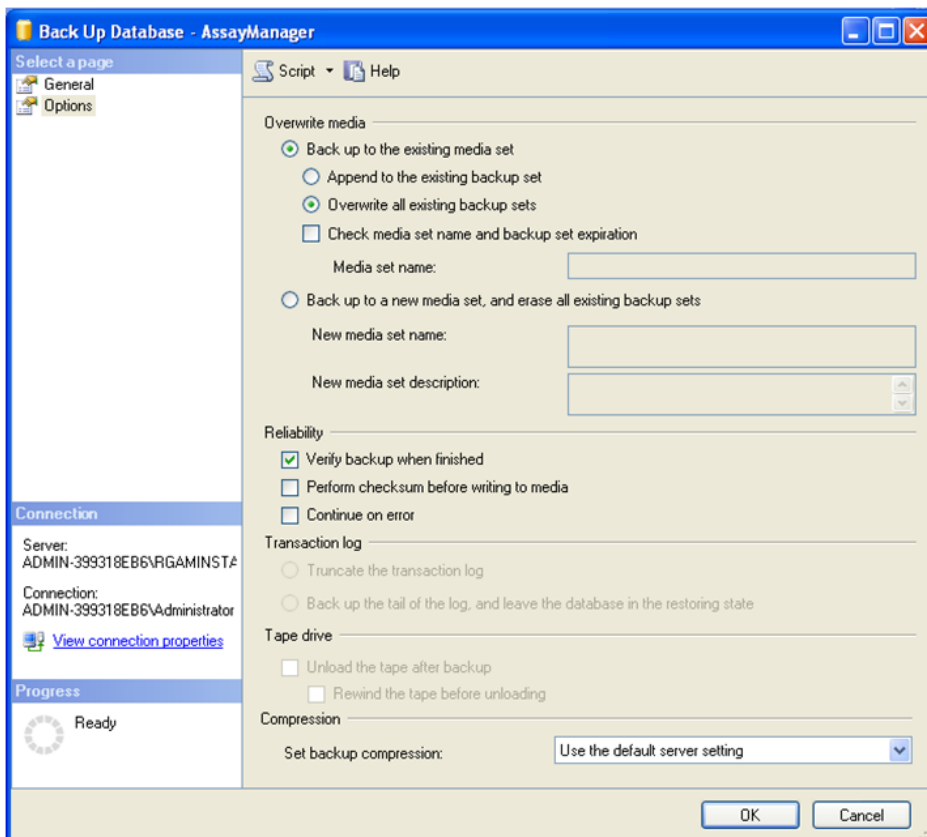 Back Up Database - AssayManager
Select a page
General
Options
Script
Help
Overwrite media
Back up to the existing media set
Append to the existing backup set
Overwrite all existing backup sets
Check media set name and backup set expiration
Media set name:
Back up to a new media set, and erase all existing backup sets
New media set name:
New media set description:
Reliability
Verify backup when finished
Perform checksum before writing to media
Continue on error
Transaction log
Truncate the transaction log
Back up the tail of the log, and leave the database in the restoring state
Tape drive
Unload the tape after backup
Rewind the tape before unloading
Compression
Set backup compression:
Use the default server setting
Connection
Server:
ADMIN-399318EB6\RGAMINSTA
Connection:
ADMIN-399318EB6\Administrator
View connection properties
Progress
Ready
OK
Cancel